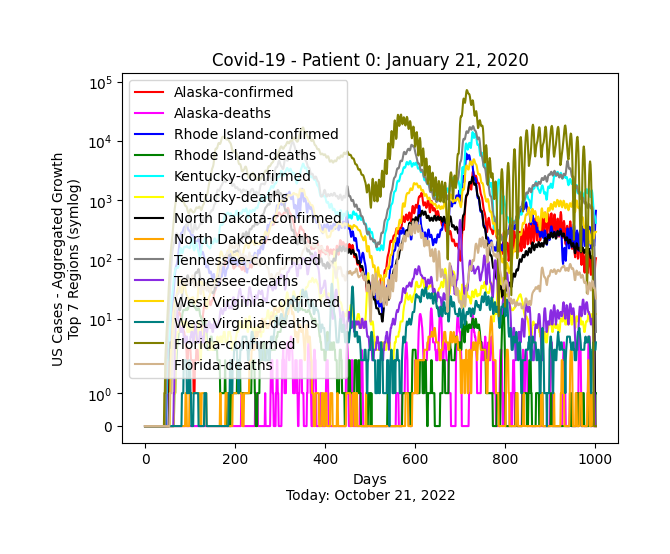 Covid-19 - Patient 0: January 21, 2020
US Cases - Aggregated Growth
Top 7  Regions (symlog)
10^5
10^4
10^3
10^2
10^1
10^0
0
Alaska-confirmed
Alaska-deaths
Rhode Island-confirmed
Rhode Island-deaths
Kentucky-confirmed
Kentucky-deaths
North Dakota-confirmed
North Dakota-deaths
Tennessee-confirmed
Tennessee-deaths
West Virginia-confirmed
West Virginia-deaths
Florida-confirmed
Florida-deaths
0 200 400 600 800 1000
Days
Today: October 21, 2022